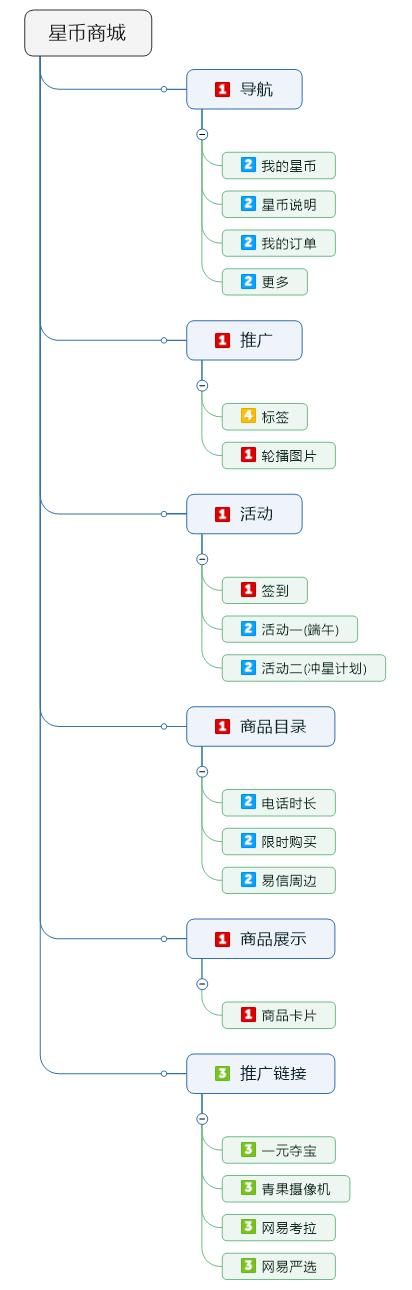 星币商城
1 导航
2 我的星币
2 星币说明
2 我的订单
2 更多
1 推广
4 标签
1 轮播图片
1 活动
1 签到
2 活动一(端午)
2 活动二(冲星计划)
1 商品目录
2 电话时长
2 限时购买
2 易信周边
1 商品展示
1 商品卡片
3 推广链接
3 一元夺宝
3 青果摄像机
3 网易考拉
3 网易严选